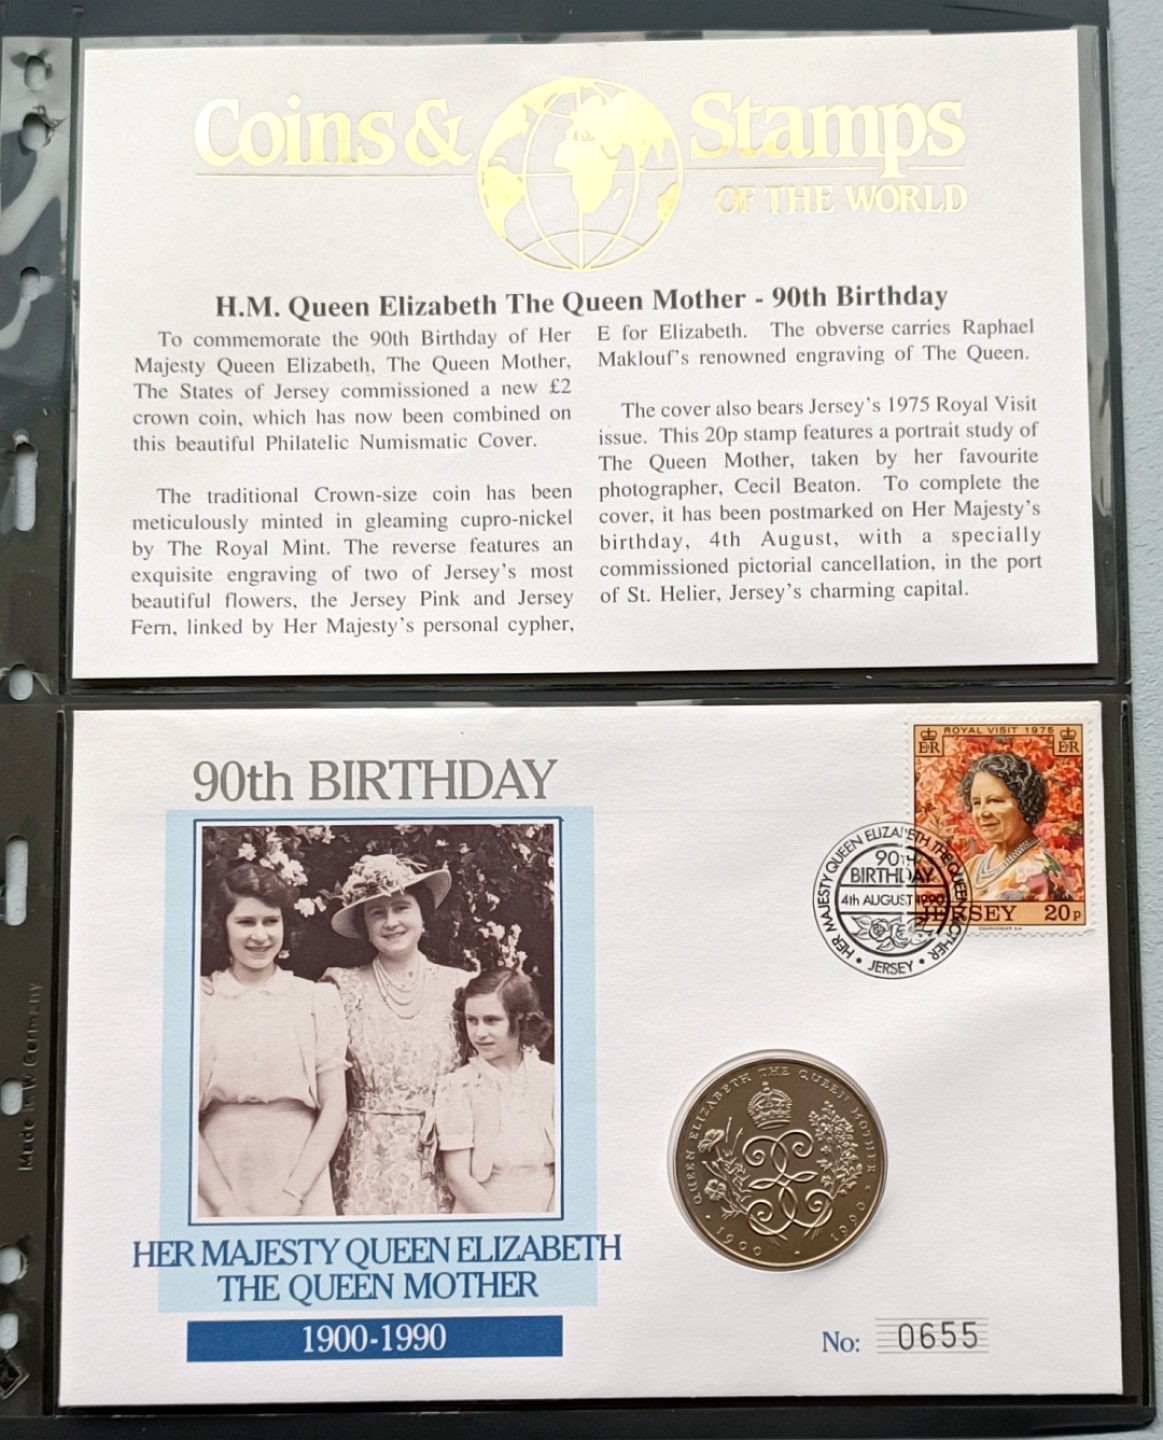 Coins & Stamps
OF THE WORLD
H.M. Queen Elizabeth The Queen Mother - 90th Birthday
To commemorate the 90th Birthday of Her
Majesty Queen Elizabeth, The Queen Mother,
The States of Jersey commissioned a new £2
crown coin, which has now been combined on
this beautiful Philatelic Numismatic Cover.
The traditional Crown-size coin has been
meticulously minted in gleaming cupro-nickel
by The Royal Mint. The reverse features an
exquisite engraving of two of Jersey's most
beautiful flowers, the Jersey Pink and Jersey
Fern, linked by Her Majesty's personal cypher,
E for Elizabeth. The obverse carries Raphael
Maklouf's renowned engraving of The Queen.
The cover also bears Jersey's 1975 Royal Visit
issue. This 20p stamp features a portrait study of
The Queen Mother, taken by her favourite
photographer, Cecil Beaton. To complete the
cover, it has been postmarked on Her Majesty's
birthday, 4th August, with a specially
commissioned pictorial cancellation, in the port
of St. Helier, Jersey's charming capital.
90th BIRTHDAY
HER MAJESTY QUEEN ELIZABETH
THE QUEEN MOTHER
1900-1990
ROYAL VISIT 1975
E R
E R
JERSEY 20p
HER MAJESTY QUEEN ELIZABETH THE QUEEN MOTHER
90TH
BIRTHDAY
4th AUGUST 1990
JERSEY
QUEEN ELIZABETH THE QUEEN MOTHER
1900 1990
No: 0655
Made in W Germany